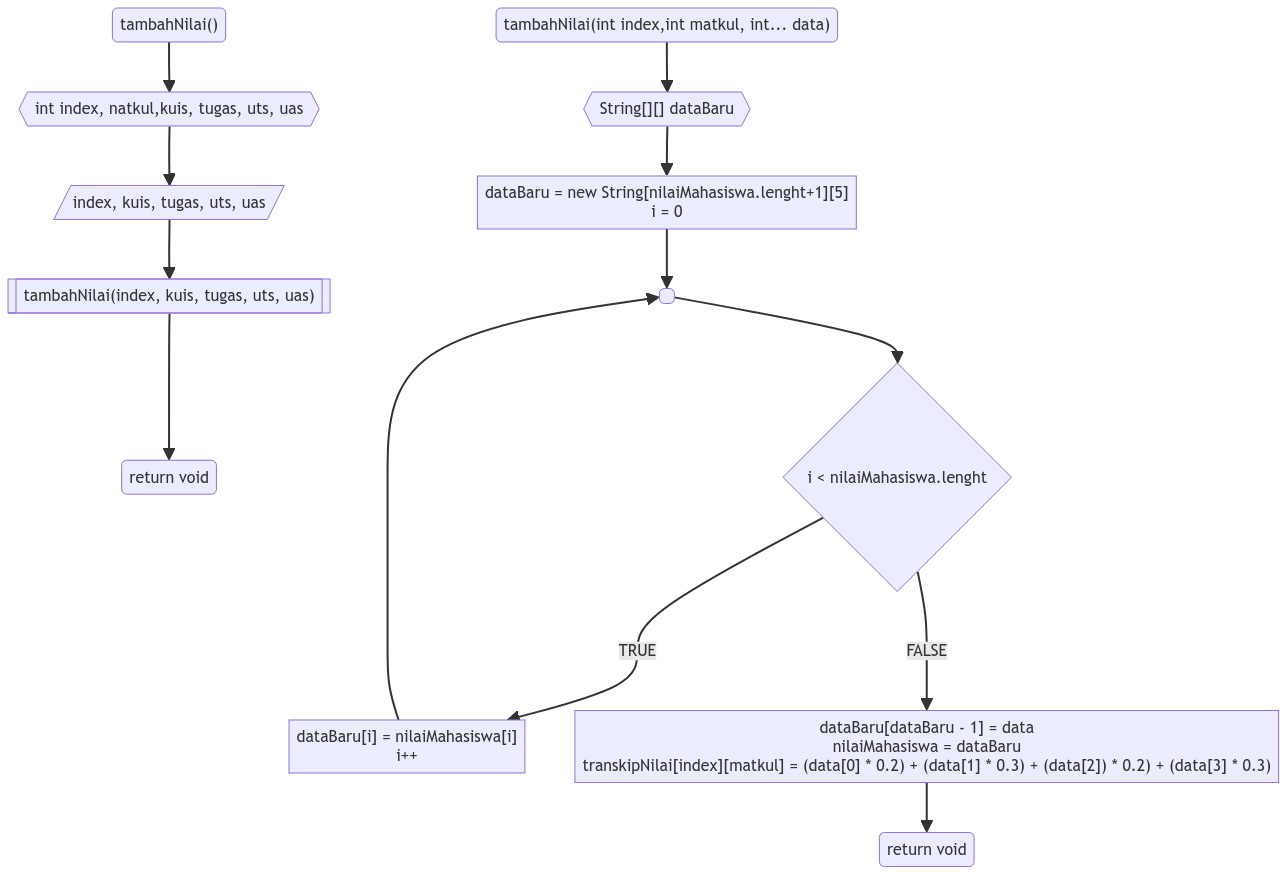 tambahNilai()
int index, natkul,kuis, tugas, uts, uas
index, kuis, tugas, uts, uas
tambahNilai(index, kuis, tugas, uts, uas)
return void
tambahNilai(int index,int matkul, int... data)
String[][] dataBaru
dataBaru = new String[nilaiMahasiswa.lenght+1][5]
i = 0
i < nilaiMahasiswa.lenght
TRUE
FALSE
dataBaru[i] = nilaiMahasiswa[i]
i++
dataBaru[dataBaru - 1] = data
nilaiMahasiswa = dataBaru
transkipNilai[index][matkul] = (data[0] * 0.2) + (data[1] * 0.3) + (data[2]) * 0.2) + (data[3] * 0.3)
return void